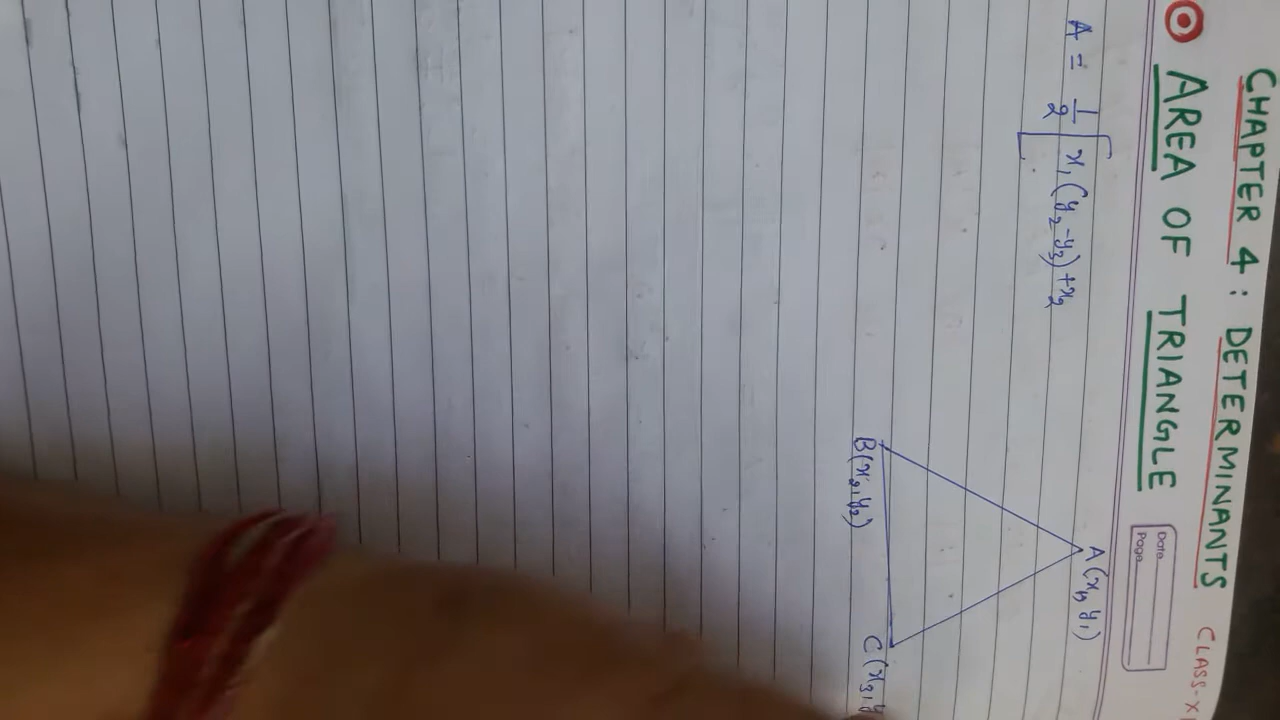 CHAPTER 4 : DETERMINANTS CLASS-X
AREA OF TRIANGLE
Date
Page
A = 1/2 [x₁(y₂-y₃)+x₂
A(x₁,y₁)
B(x₂,y₂)
C(x₃,y